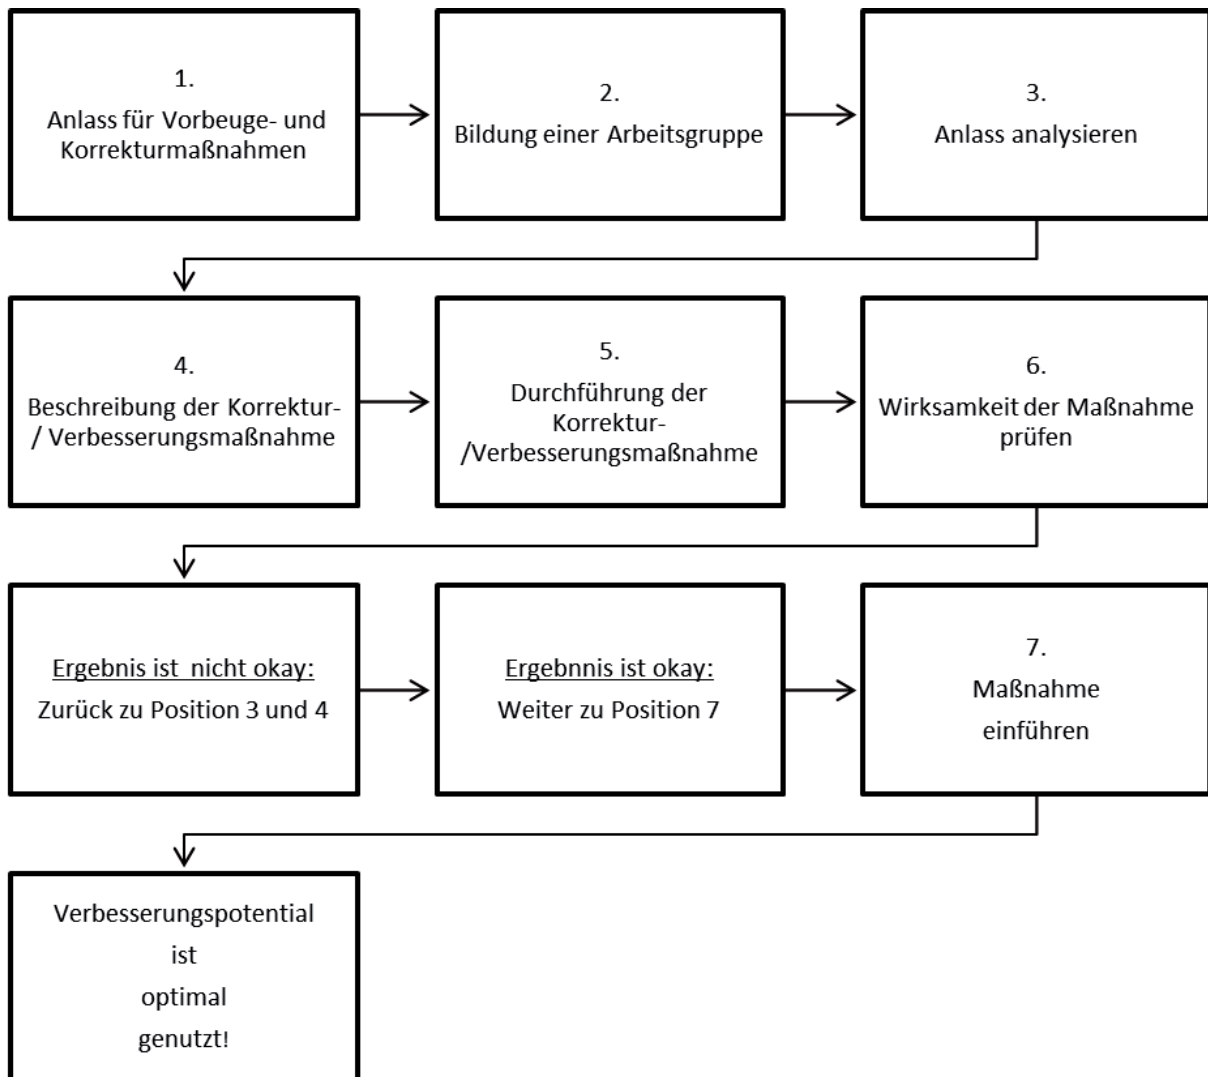 1.
Anlass für Vorbeuge- und
Korrekturmaßnahmen
2.
Bildung einer Arbeitsgruppe
3.
Anlass analysieren
4.
Beschreibung der Korrektur-
/ Verbesserungsmaßnahme
5.
Durchführung der
Korrektur-
/Verbesserungsmaßnahme
6.
Wirksamkeit der Maßnahme
prüfen
Ergebnis ist  nicht okay:
Zurück zu Position 3 und 4
Ergebnnis ist okay:
Weiter zu Position 7
7.
Maßnahme
einführen
Verbesserungspotential
ist
optimal
genutzt!